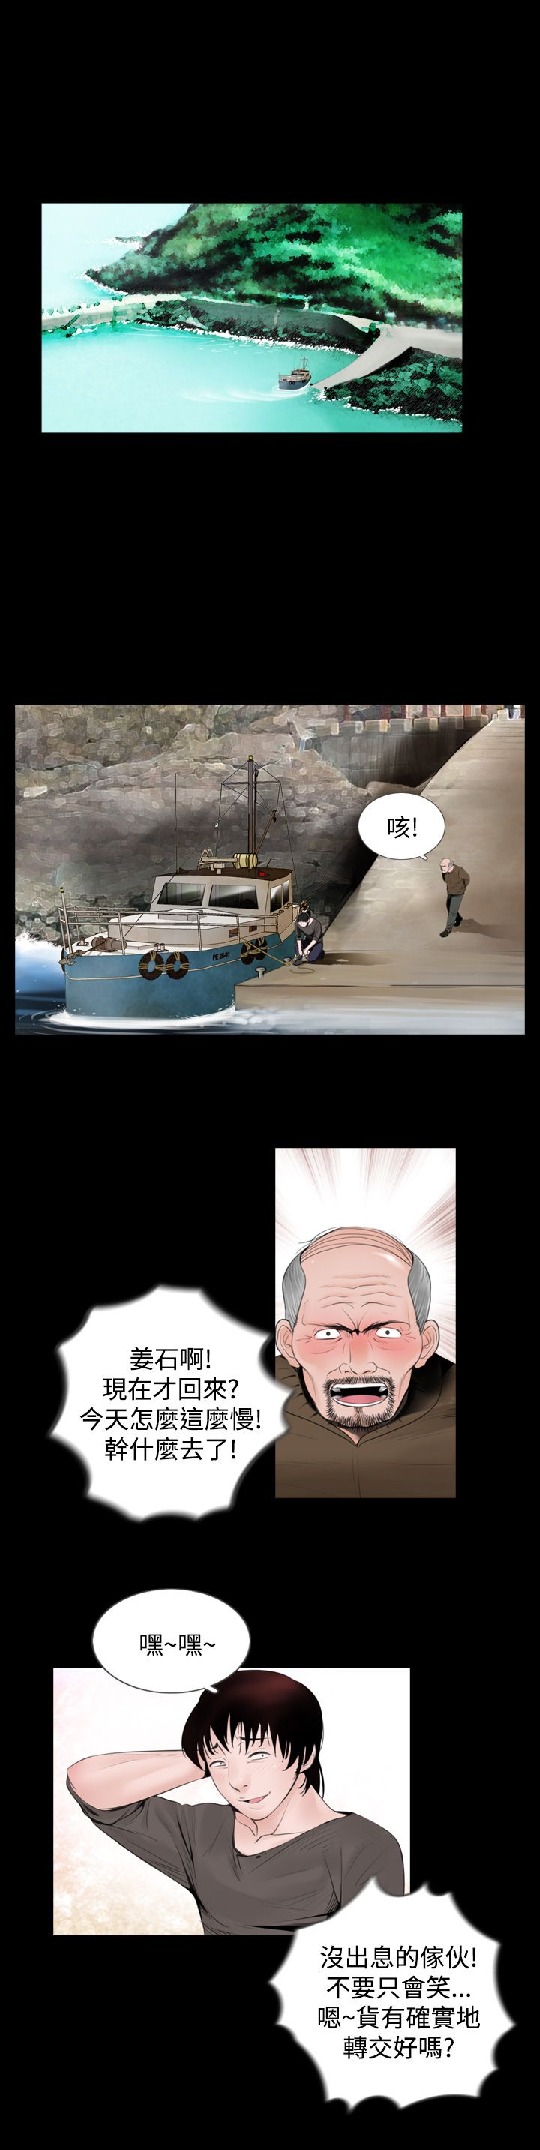 咳!
姜石啊!
現在才回來?
今天怎麼這麼慢!
幹什麼去了!
嘿~嘿~
沒出息的傢伙!
不要只會笑...
嗯~貨有確實地
轉交好嗎?